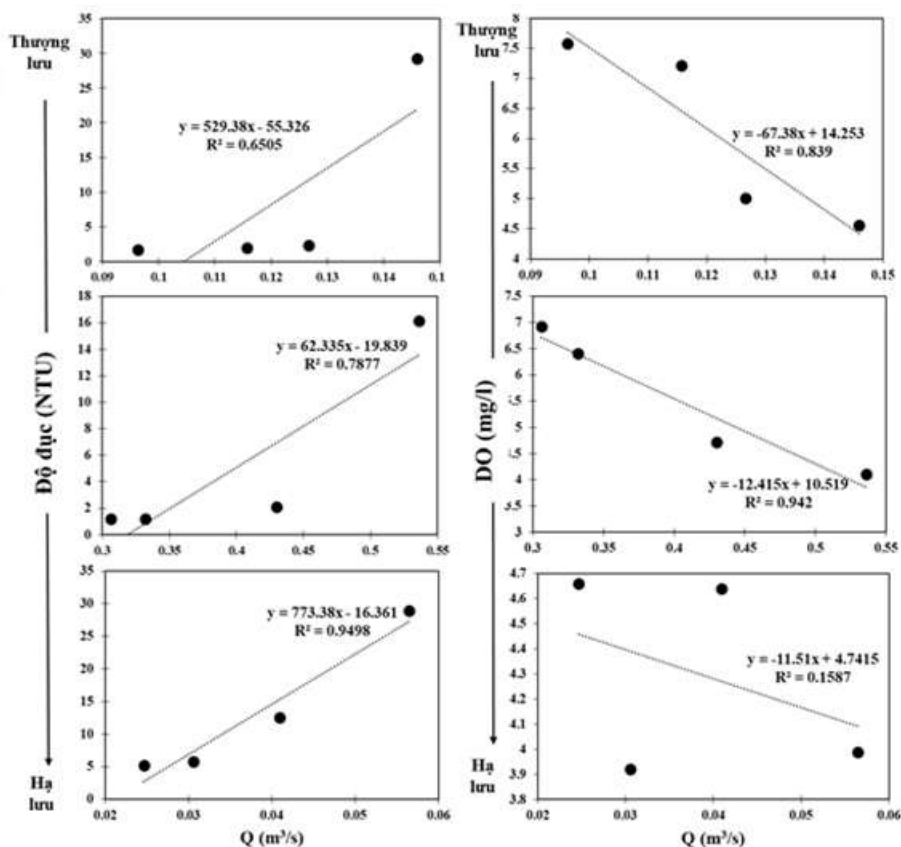 Thượng
lưu
35
30
25
20
15
10
5
0
y = 529.38x - 55.326
R² = 0.6505
0.09 0.1 0.11 0.12 0.13 0.14 0.1
Thượng
lưu
8
7.5
7
6.5
6
5.5
5
4.5
4
y = -67.38x + 14.253
R² = 0.839
0.09 0.1 0.11 0.12 0.13 0.14 0.15
Độ đục (NTU)
18
16
14
12
10
8
6
4
2
0
y = 62.335x - 19.839
R² = 0.7877
0.3 0.35 0.4 0.45 0.5 0.55
DO (mg/l)
7.5
7
6.5
4
3.5
3
y = -12.415x + 10.519
R² = 0.942
0.3 0.35 0.4 0.45 0.5 0.55
Hạ
lưu
35
30
25
20
15
10
5
0
y = 773.38x - 16.361
R² = 0.9498
0.02 0.03 0.04 0.05 0.06
Q (m³/s)
Hạ
lưu
4.7
4.6
4.5
4.4
4.3
4.2
4.1
4
3.9
3.8
y = -11.51x + 4.7415
R² = 0.1587
0.02 0.03 0.04 0.05 0.06
Q (m³/s)